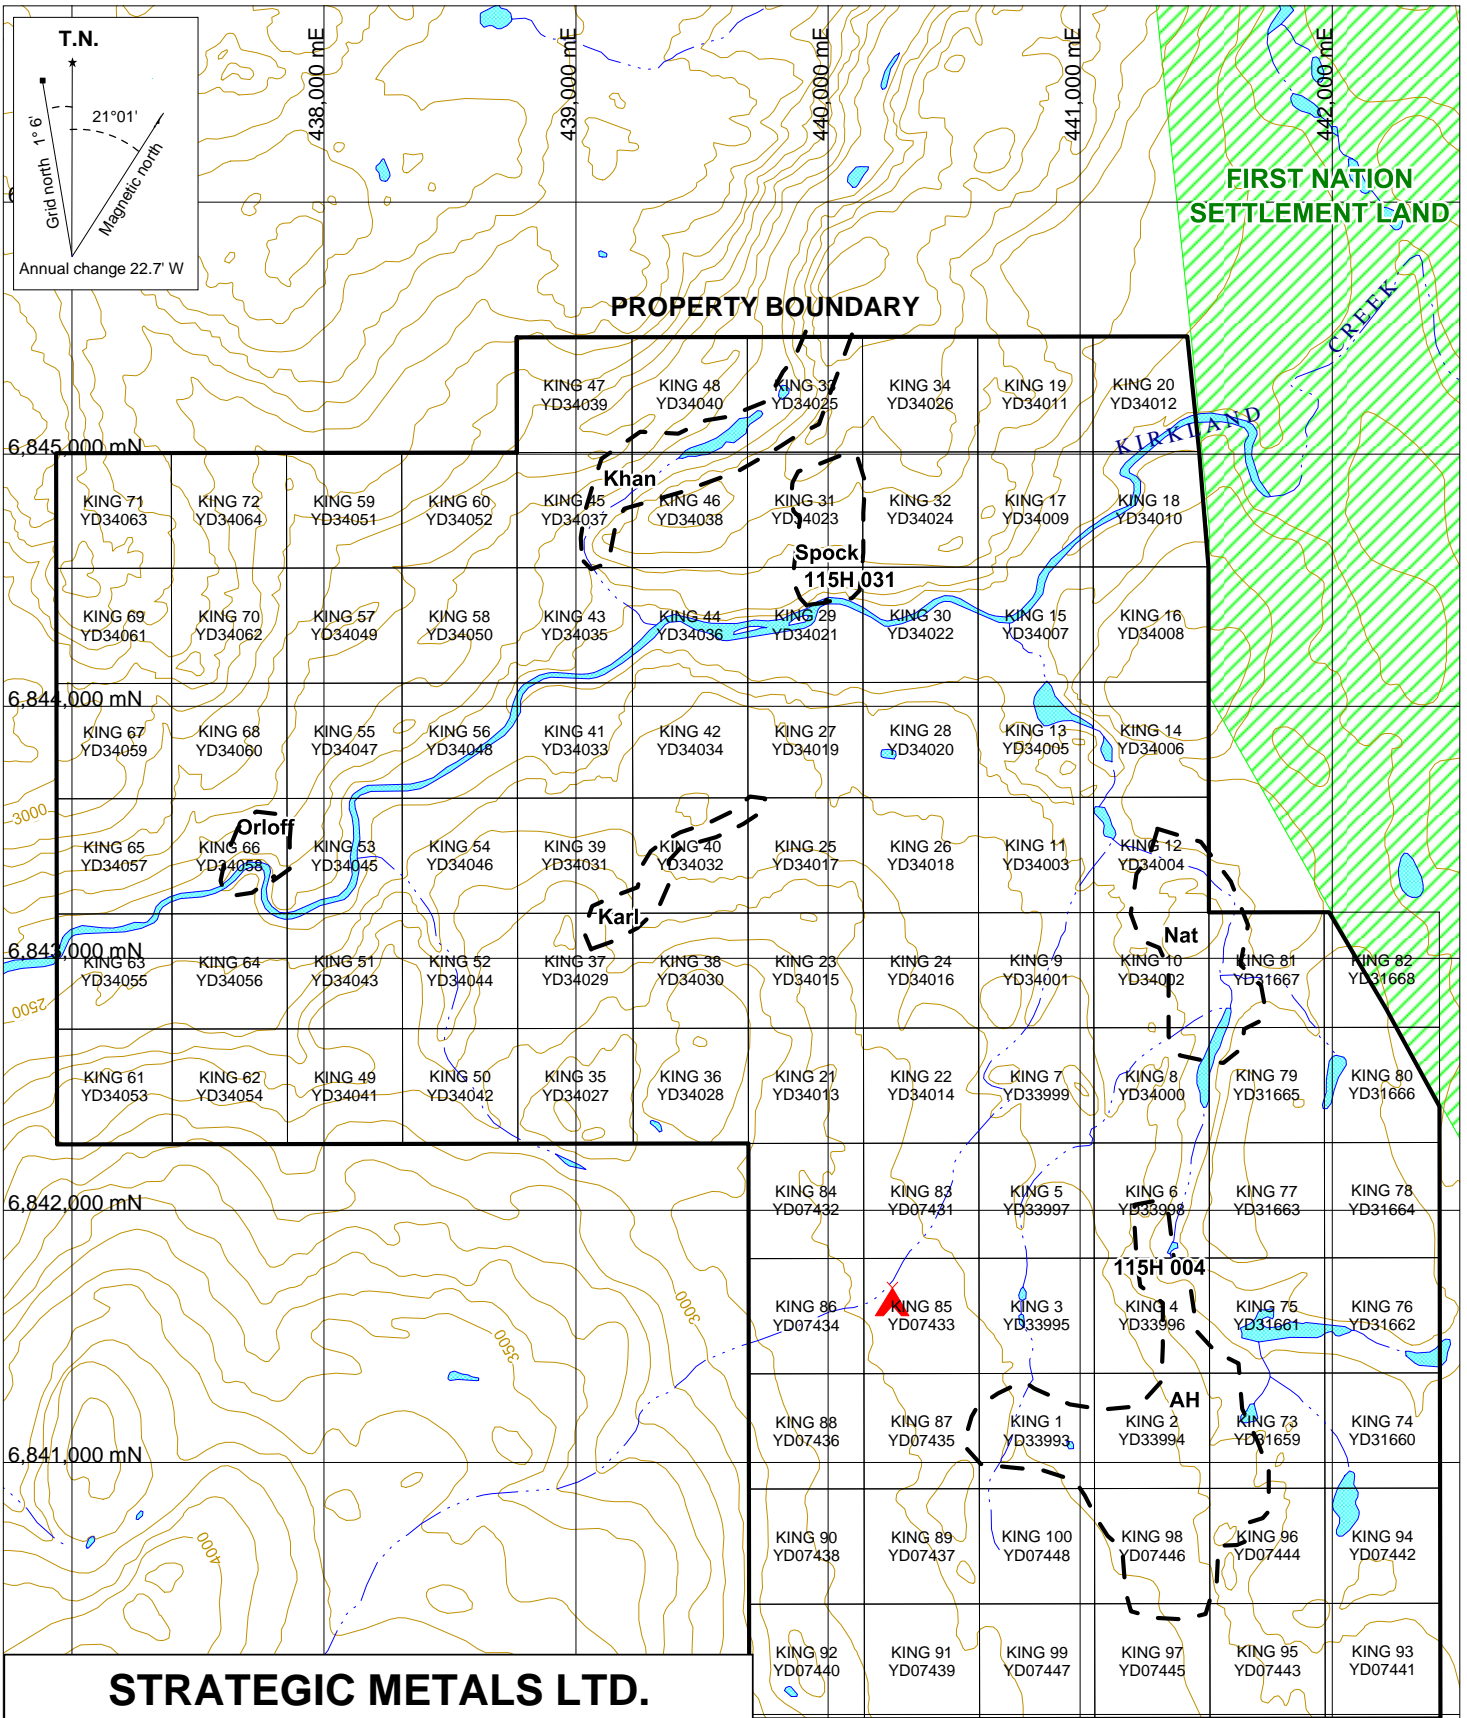 T.N.
21°01'
Grid north 1° 6'
Magnetic north
Annual change 22.7' W
438,000 mE
439,000 mE
440,000 mE
441,000 mE
442,000 mE
FIRST NATION
SETTLEMENT LAND
CREEK
PROPERTY BOUNDARY
KING 47
YD34039
KING 48
YD34040
KING 33
YD34025
KING 34
YD34026
KING 19
YD34011
KING 20
YD34012
KIRKLAND
6,845,000 mN
Khan
KING 71
YD34063
KING 72
YD34064
KING 59
YD34051
KING 60
YD34052
KING 45
YD34037
KING 46
YD34038
KING 31
YD34023
KING 32
YD34024
KING 17
YD34009
KING 18
YD34010
Spock
115H 031
KING 69
YD34061
KING 70
YD34062
KING 57
YD34049
KING 58
YD34050
KING 43
YD34035
KING 44
YD34036
KING 29
YD34021
KING 30
YD34022
KING 15
YD34007
KING 16
YD34008
6,844,000 mN
KING 67
YD34059
KING 68
YD34060
KING 55
YD34047
KING 56
YD34048
KING 41
YD34033
KING 42
YD34034
KING 27
YD34019
KING 28
YD34020
KING 13
YD34005
KING 14
YD34006
3000
Orloff
KING 65
YD34057
KING 66
YD34058
KING 53
YD34045
KING 54
YD34046
KING 39
YD34031
KING 40
YD34032
KING 25
YD34017
KING 26
YD34018
KING 11
YD34003
KING 12
YD34004
Karl
Nat
6,843,000 mN
KING 63
YD34055
KING 64
YD34056
KING 51
YD34043
KING 52
YD34044
KING 37
YD34029
KING 38
YD34030
KING 23
YD34015
KING 24
YD34016
KING 9
YD34001
KING 10
YD34002
KING 81
YD31667
KING 82
YD31668
2500
KING 61
YD34053
KING 62
YD34054
KING 49
YD34041
KING 50
YD34042
KING 35
YD34027
KING 36
YD34028
KING 21
YD34013
KING 22
YD34014
KING 7
YD33999
KING 8
YD34000
KING 79
YD31665
KING 80
YD31666
6,842,000 mN
KING 84
YD07432
KING 83
YD07431
KING 5
YD33997
KING 6
YD33998
KING 77
YD31663
KING 78
YD31664
115H 004
3000
3500
KING 86
YD07434
KING 85
YD07433
KING 3
YD33995
KING 4
YD33996
KING 75
YD31661
KING 76
YD31662
AH
KING 88
YD07436
KING 87
YD07435
KING 1
YD33993
KING 2
YD33994
KING 73
YD31659
KING 74
YD31660
6,841,000 mN
4000
KING 90
YD07438
KING 89
YD07437
KING 100
YD07448
KING 98
YD07446
KING 96
YD07444
KING 94
YD07442
KING 92
YD07440
KING 91
YD07439
KING 99
YD07447
KING 97
YD07445
KING 95
YD07443
KING 93
YD07441
STRATEGIC METALS LTD.